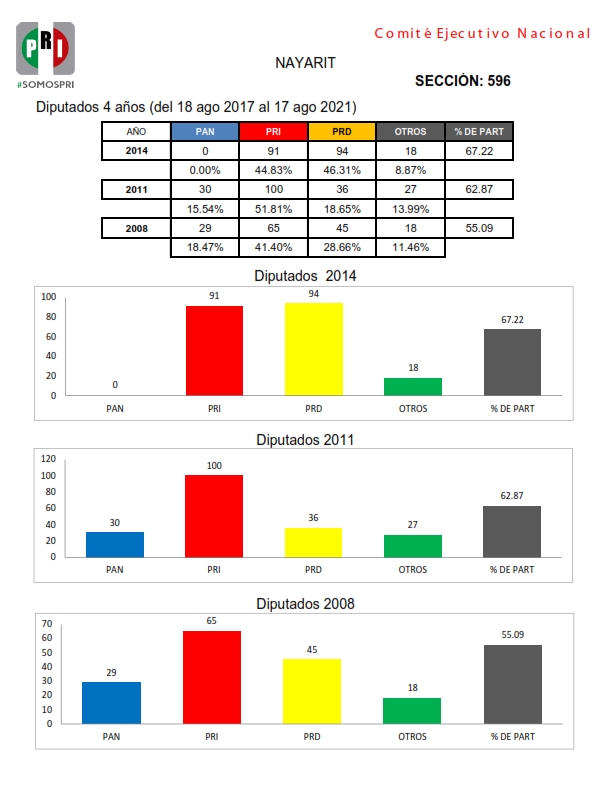 Comité Ejecutivo Nacional
PRI
#SOMOSPRI
NAYARIT
SECCIÓN: 596
Diputados 4 años (del 18 ago 2017 al 17 ago 2021)
AÑO PAN PRI PRD OTROS % DE PART
2014 0 91 94 18 67.22
0.00% 44.83% 46.31% 8.87%
2011 30 100 36 27 62.87
15.54% 51.81% 18.65% 13.99%
2008 29 65 45 18 55.09
18.47% 41.40% 28.66% 11.46%
Diputados 2014
100
80
60
40
20
0
0 91 94 18 67.22
PAN PRI PRD OTROS % DE PART
Diputados 2011
120
100
80
60
40
20
0
30 100 36 27 62.87
PAN PRI PRD OTROS % DE PART
Diputados 2008
70
60
50
40
30
20
10
0
29 65 45 18 55.09
PAN PRI PRD OTROS % DE PART